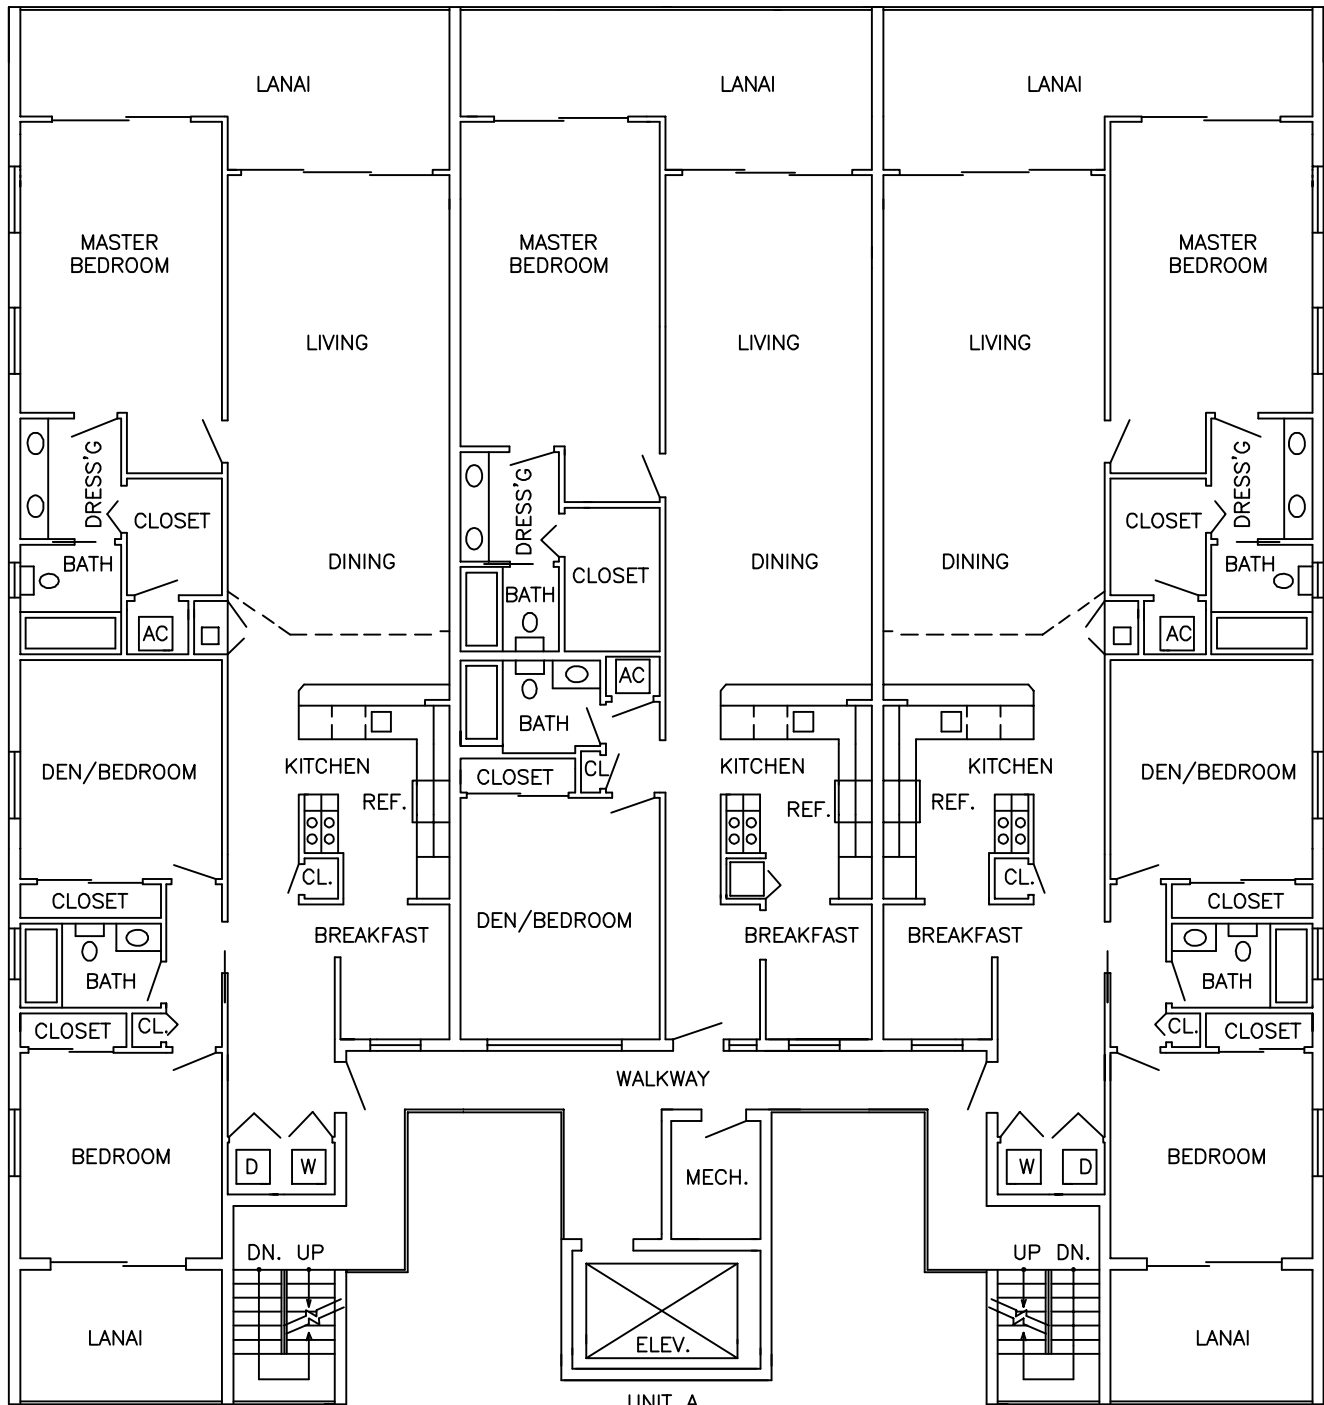 LANAI
LANAI
LANAI
MASTER
BEDROOM
MASTER
BEDROOM
MASTER
BEDROOM
LIVING
LIVING
LIVING
DRESS'G
DRESS'G
DRESS'G
CLOSET
CLOSET
DINING
DINING
DINING
BATH
BATH
CLOSET
BATH
AC
AC
AC
BATH
DEN/BEDROOM
KITCHEN
CLOSET
CL
KITCHEN
KITCHEN
DEN/BEDROOM
REF.
REF.
REF.
CL.
CL.
CLOSET
CLOSET
DEN/BEDROOM
BREAKFAST
BREAKFAST
BREAKFAST
BATH
BATH
CLOSET
CL.
CL.
CLOSET
WALKWAY
BEDROOM
D
W
MECH.
W
D
BEDROOM
DN.
UP
UP
DN.
LANAI
ELEV.
LANAI
UNIT A